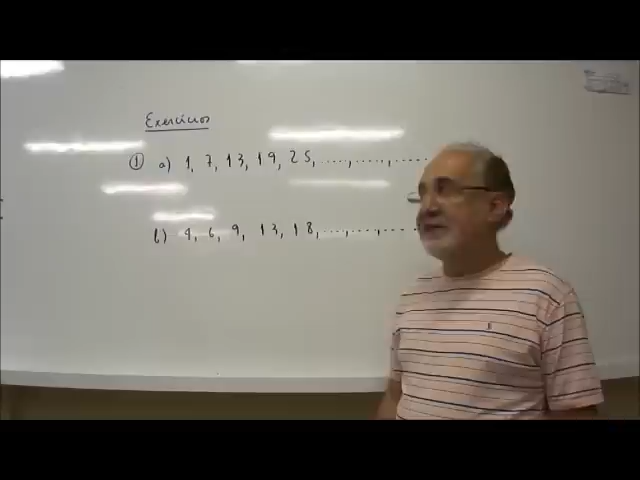 Exercícios
① a) 1, 7, 13, 19, 25, ....., ....., .....
b) 4, 6, 9, 13, 18, ....., ....., .....